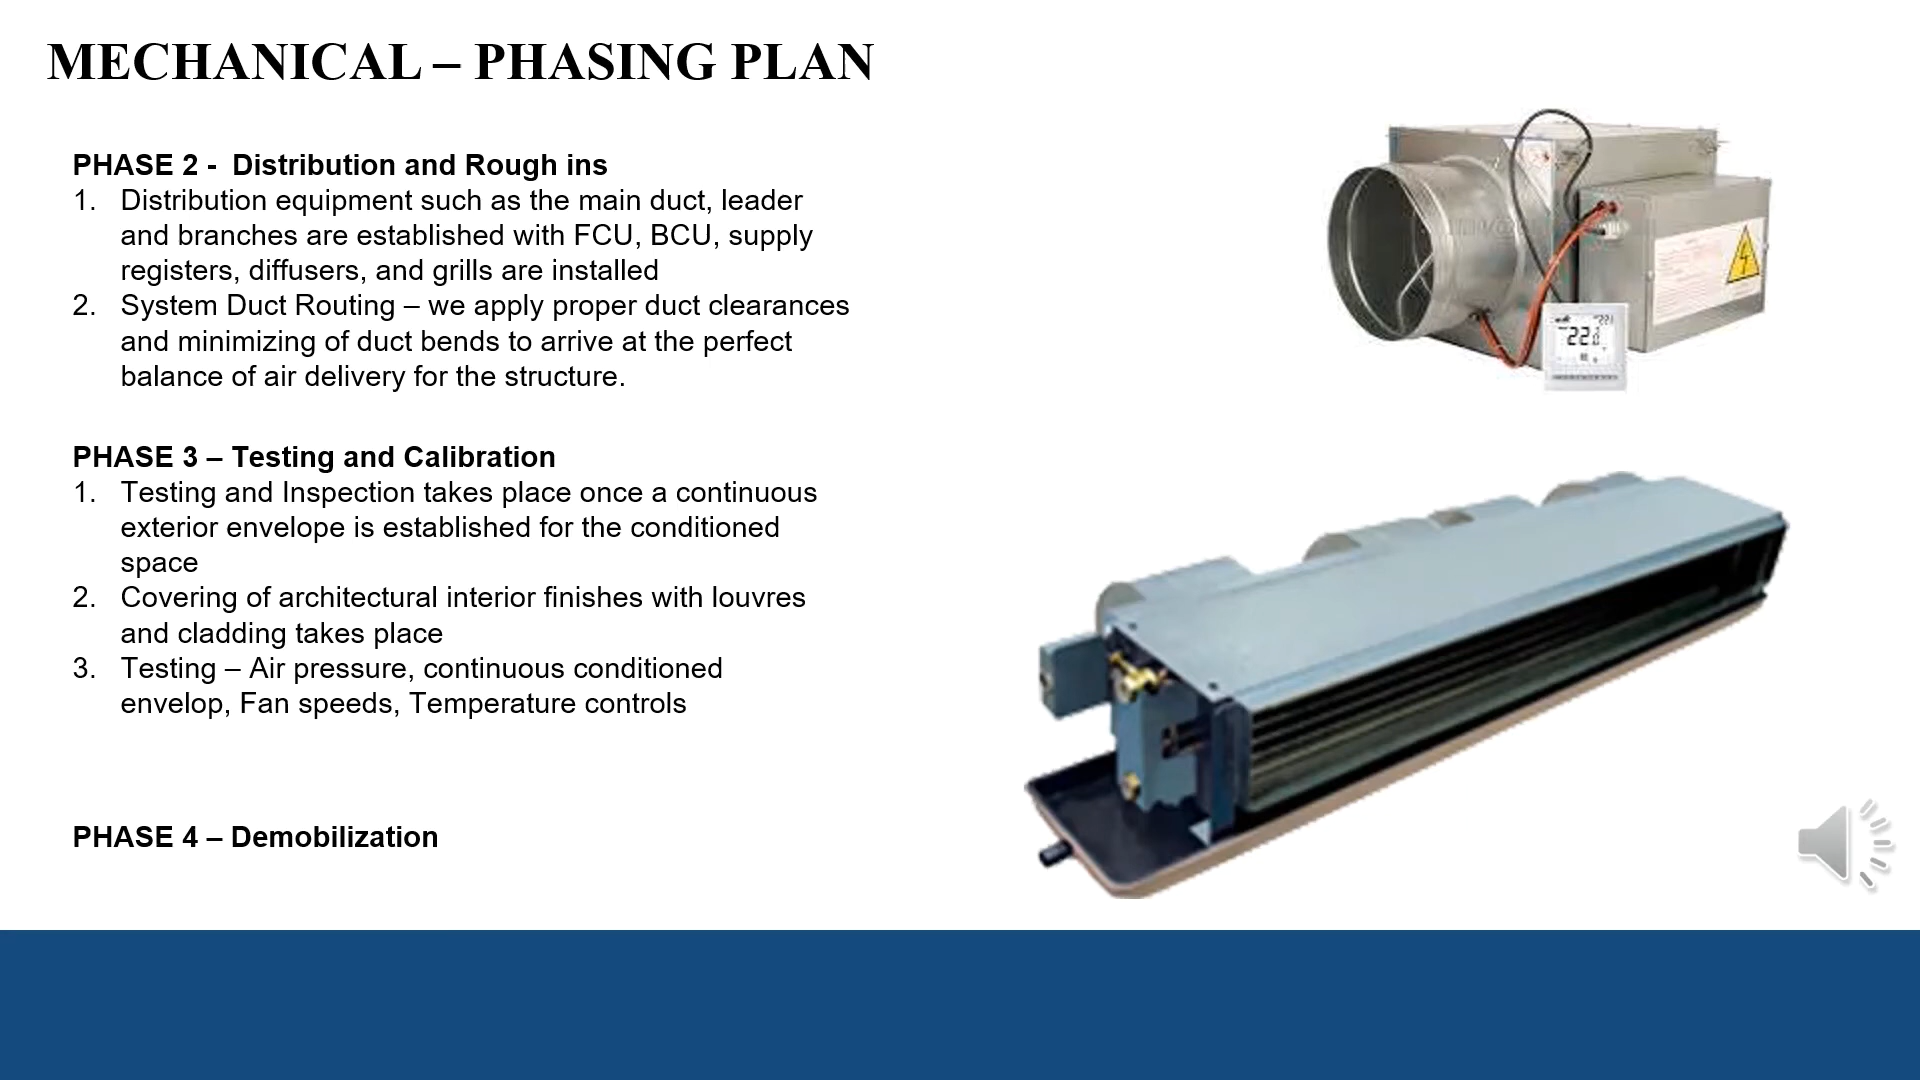 MECHANICAL – PHASING PLAN
PHASE 2 - Distribution and Rough ins
1. Distribution equipment such as the main duct, leader
and branches are established with FCU, BCU, supply
registers, diffusers, and grills are installed
2. System Duct Routing – we apply proper duct clearances
and minimizing of duct bends to arrive at the perfect
balance of air delivery for the structure.
PHASE 3 – Testing and Calibration
1. Testing and Inspection takes place once a continuous
exterior envelope is established for the conditioned
space
2. Covering of architectural interior finishes with louvres
and cladding takes place
3. Testing – Air pressure, continuous conditioned
envelop, Fan speeds, Temperature controls
PHASE 4 – Demobilization